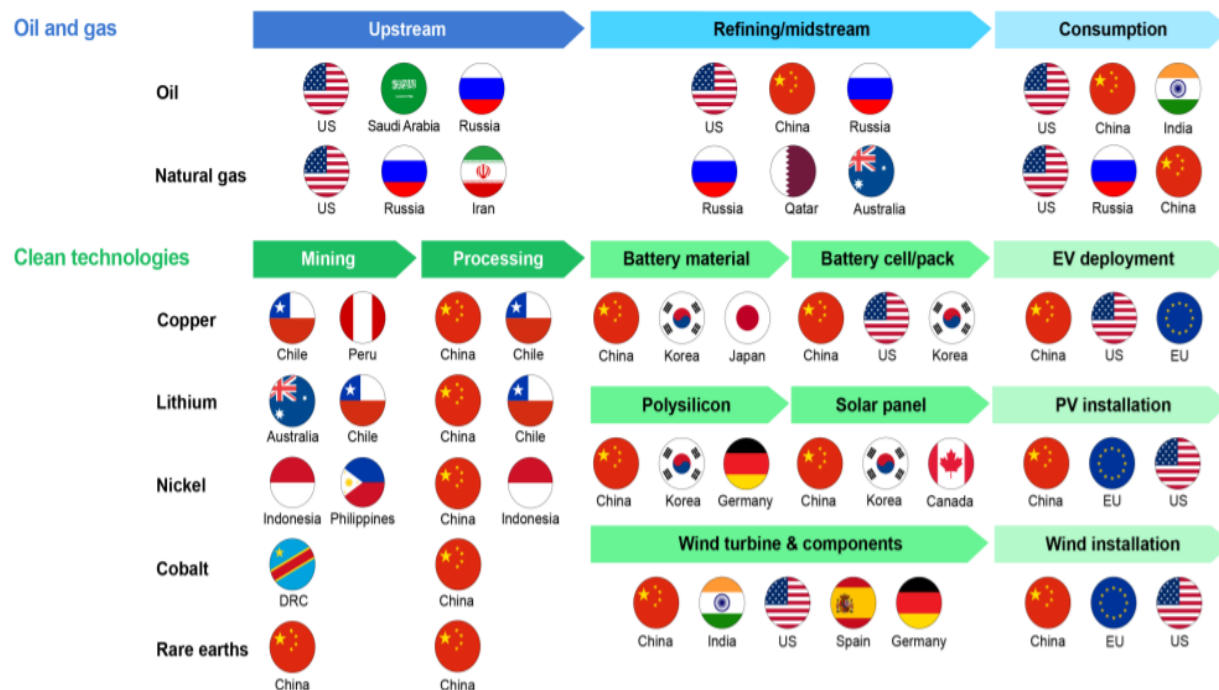 Oil and gas Upstream Refining/midstream Consumption
Oil
US Saudi Arabia Russia US China Russia US China India
Natural gas
US Russia Iran Russia Qatar Australia US Russia China
Clean technologies Mining Processing Battery material Battery cell/pack EV deployment
Copper
Chile Peru China Chile China Korea Japan China US Korea China US EU
Lithium Polysilicon Solar panel PV installation
Australia Chile China Chile
Nickel
China Korea Germany China Korea Canada China EU US
Indonesia Philippines China Indonesia
Wind turbine & components Wind installation
Cobalt
DRC China
China India US Spain Germany China EU US
Rare earths
China China